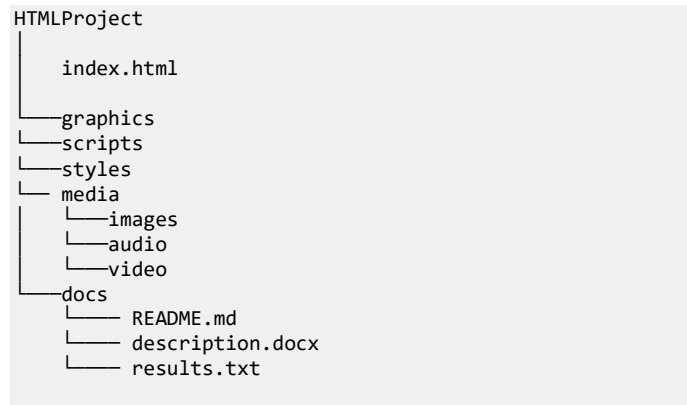 HTMLProject
│
│   index.html
│
└───graphics
└───scripts
└───styles
└── media
│   └───images
│   └───audio
│   └───video
└───docs
    └──── README.md
    └──── description.docx
    └──── results.txt